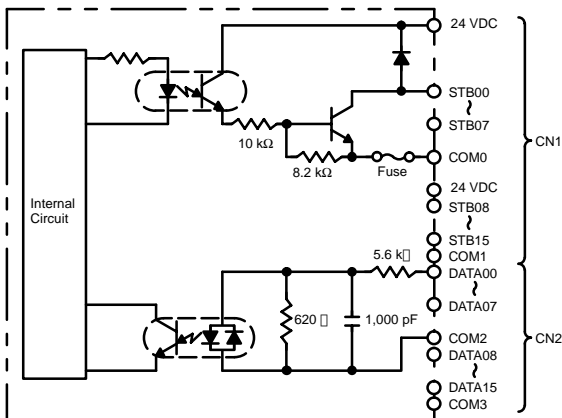 24 VDC
STB00
~
STB07
COM0
24 VDC
STB08
~
STB15
COM1
DATA00
~
DATA07
COM2
DATA08
~
DATA15
COM3
CN1
CN2
10 kΩ
8.2 kΩ
Fuse
Internal
Circuit
5.6 k▯
620 ▯
1,000 pF